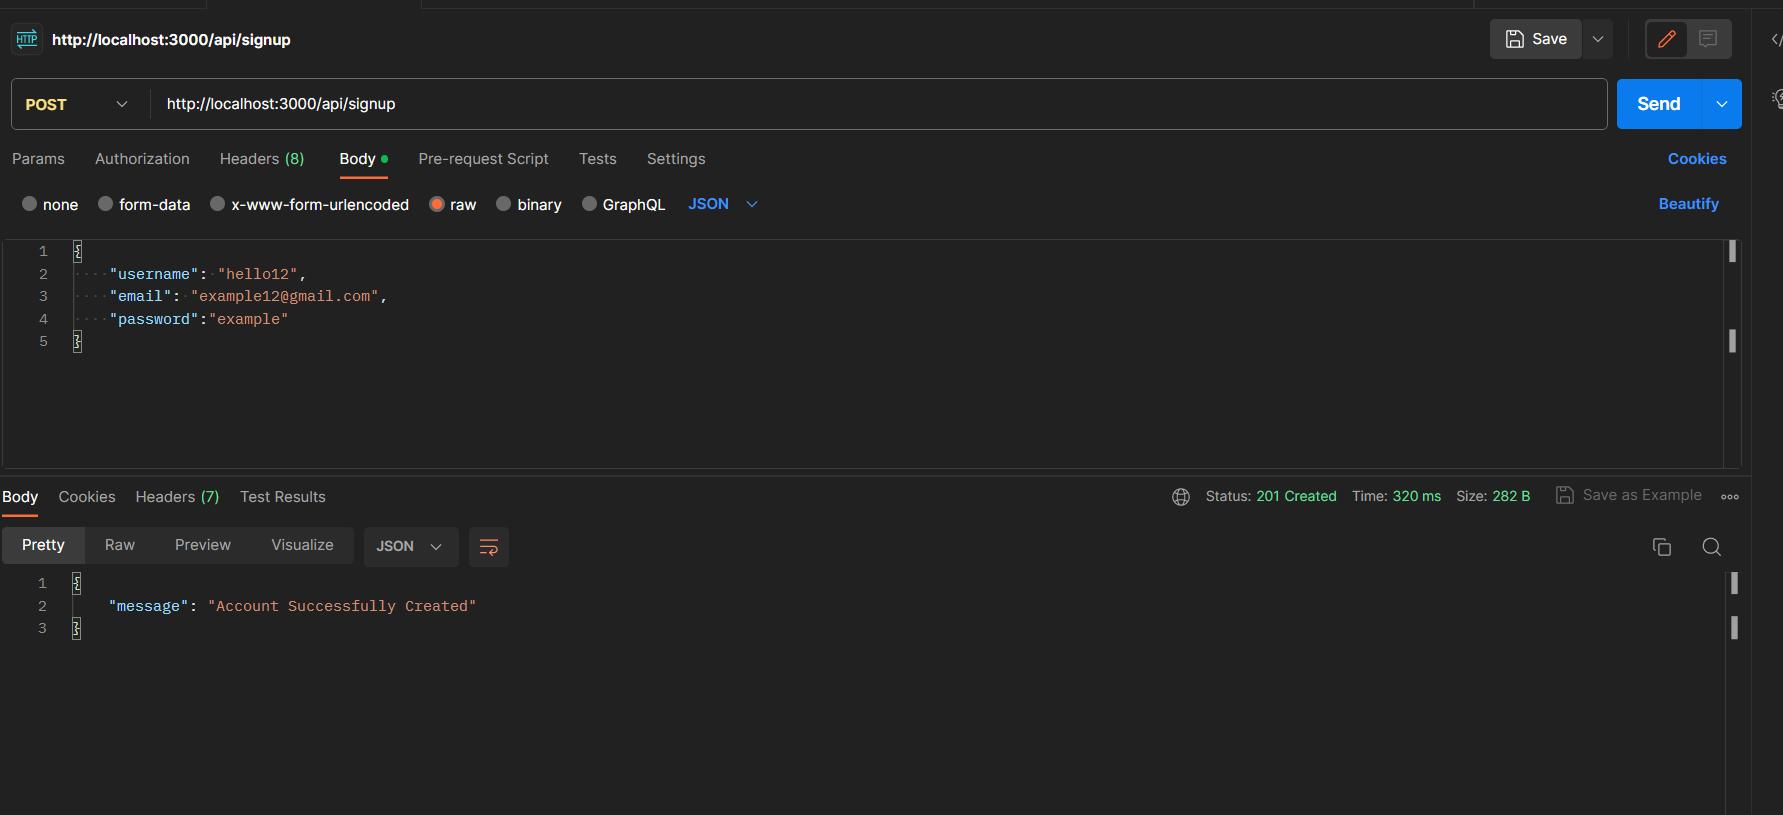 HTTP http://localhost:3000/api/signup Save
POST http://localhost:3000/api/signup Send
Params Authorization Headers (8) Body Pre-request Script Tests Settings Cookies
none form-data x-www-form-urlencoded raw binary GraphQL JSON Beautify
1 {
2 "username": "hello12",
3 "email": "example12@gmail.com",
4 "password":"example"
5 }
Body Cookies Headers (7) Test Results Status: 201 Created Time: 320 ms Size: 282 B Save as Example
Pretty Raw Preview Visualize JSON
1 {
2 "message": "Account Successfully Created"
3 }